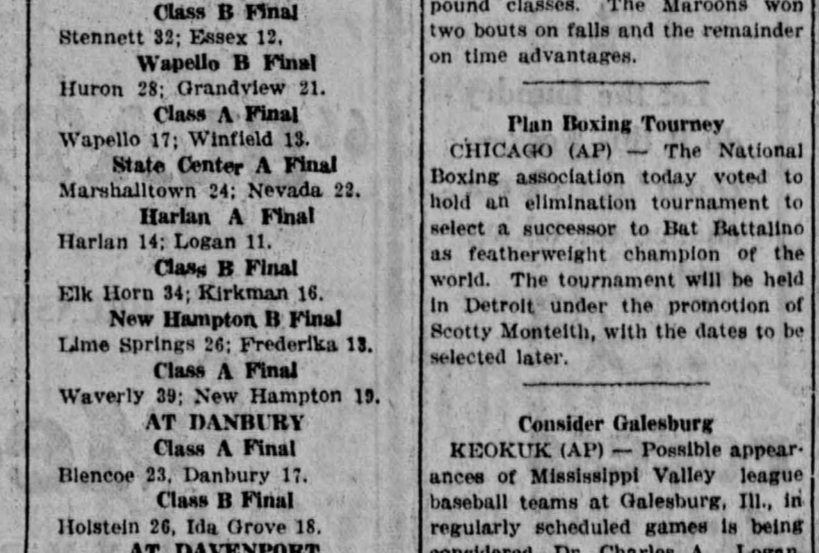 Class B Final
Stennett 32; Essex 12.
Wapello B Final
Huron 28; Grandview 21.
Class A Final
Wapello 17; Winfield 13.
State Center A Final
Marshalltown 24; Nevada 22.
Harlan A Final
Harlan 14; Logan 11.
Class B Final
Elk Horn 34; Kirkman 16.
New Hampton B Final
Lime Springs 26; Frederika 13.
Class A Final
Waverly 39; New Hampton 19.
AT DANBURY
Class A Final
Blencoe 23, Danbury 17.
Class B Final
Holstein 26, Ida Grove 18.
AT DAVENPORT
pound classes. The Maroons won
two bouts on falls and the remainder
on time advantages.
Plan Boxing Tourney
CHICAGO (AP) — The National
Boxing association today voted to
hold an elimination tournament to
select a successor to Bat Battalino
as featherweight champion of the
world. The tournament will be held
in Detroit under the promotion of
Scotty Monteith, with the dates to be
selected later.
Consider Galesburg
KEOKUK (AP) — Possible appear-
ances of Mississippi Valley league
baseball teams at Galesburg, Ill., in
regularly scheduled games is being
considered. Dr. Charles A. Logan,